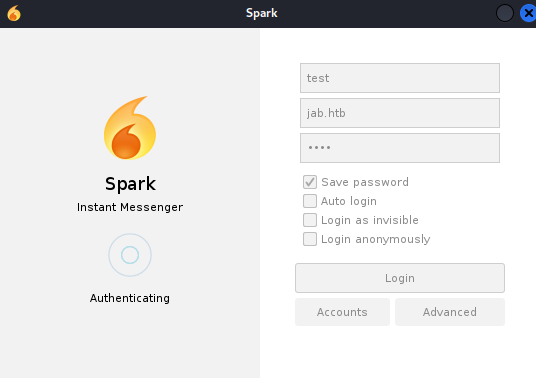 Spark
Spark
Instant Messenger
Authenticating
test
jab.htb
••••
Save password
Auto login
Login as invisible
Login anonymously
Login
Accounts
Advanced